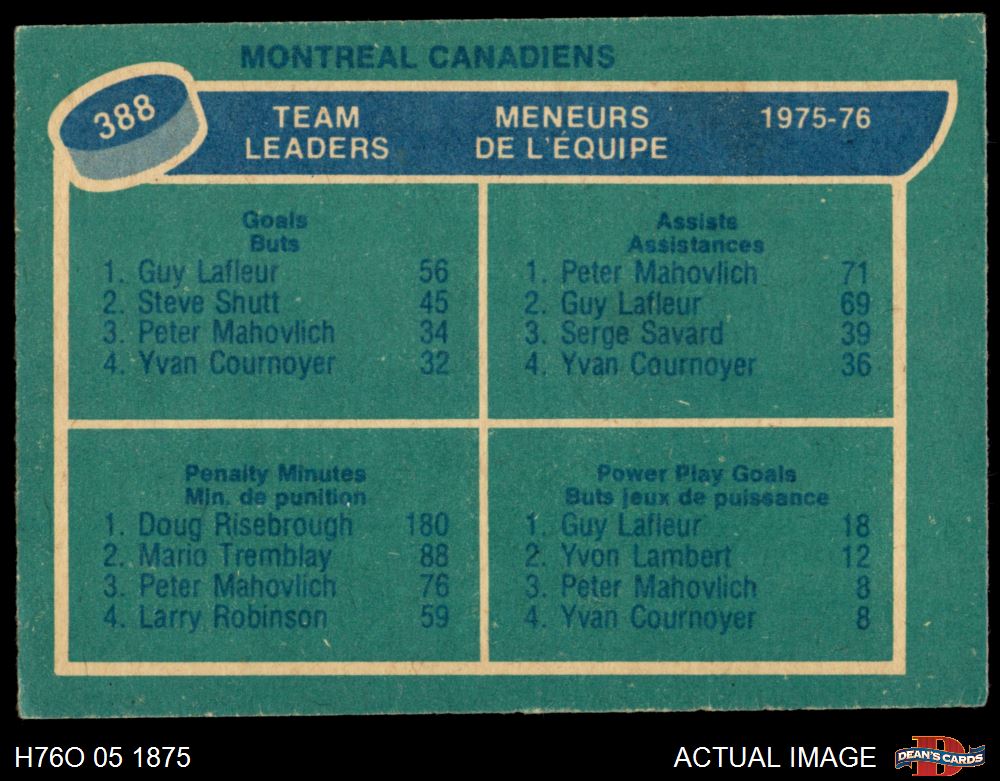 MONTREAL CANADIENS
388
TEAM LEADERS
MENEURS DE L'ÉQUIPE
1975-76
Goals
Buts
1. Guy Lafleur 56
2. Steve Shutt 45
3. Peter Mahovlich 34
4. Yvan Cournoyer 32
Assists
Assistances
1. Peter Mahovlich 71
2. Guy Lafleur 69
3. Serge Savard 39
4. Yvan Cournoyer 36
Penalty Minutes
Min. de punition
1. Doug Risebrough 180
2. Mario Tremblay 88
3. Peter Mahovlich 76
4. Larry Robinson 59
Power Play Goals
Buts jeux de puissance
1. Guy Lafleur 18
2. Yvon Lambert 12
3. Peter Mahovlich 8
4. Yvan Cournoyer 8
H76O 05 1875
ACTUAL IMAGE
D
DEAN'S CARDS